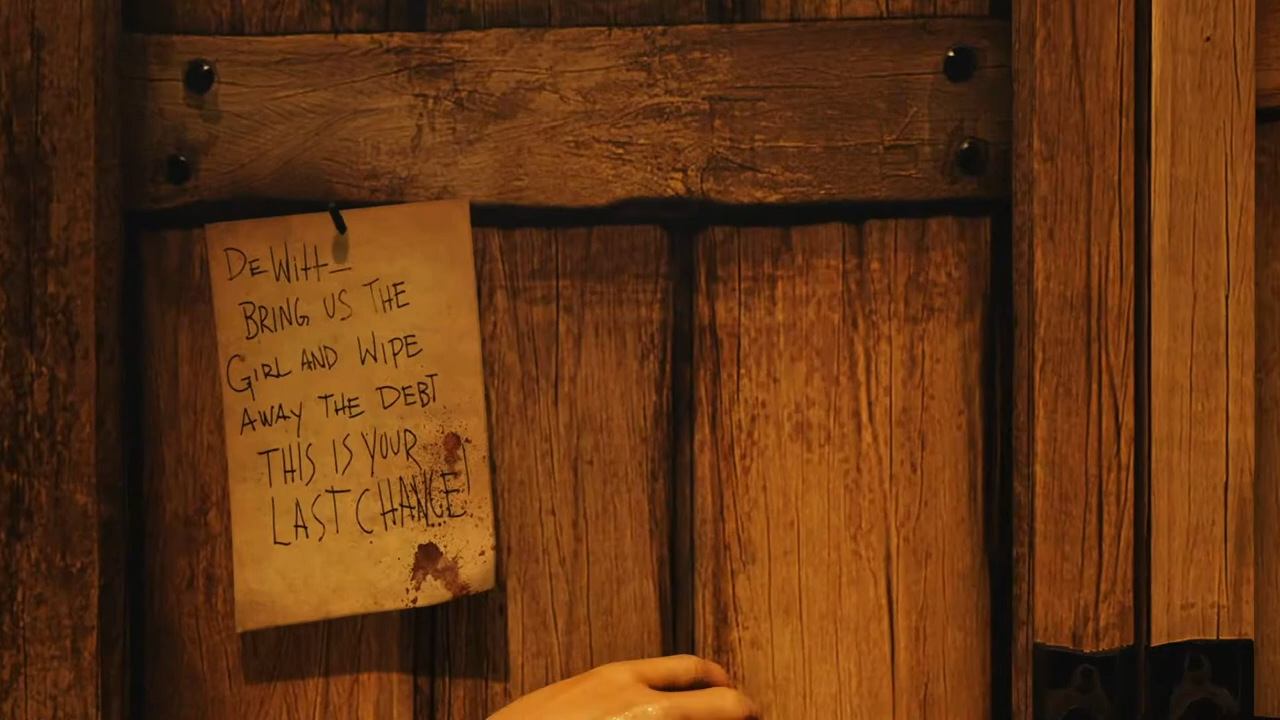 DeWitt—
BRING US THE
GIRL AND WIPE
AWAY THE DEBT
THIS IS YOUR
LAST CHANCE!